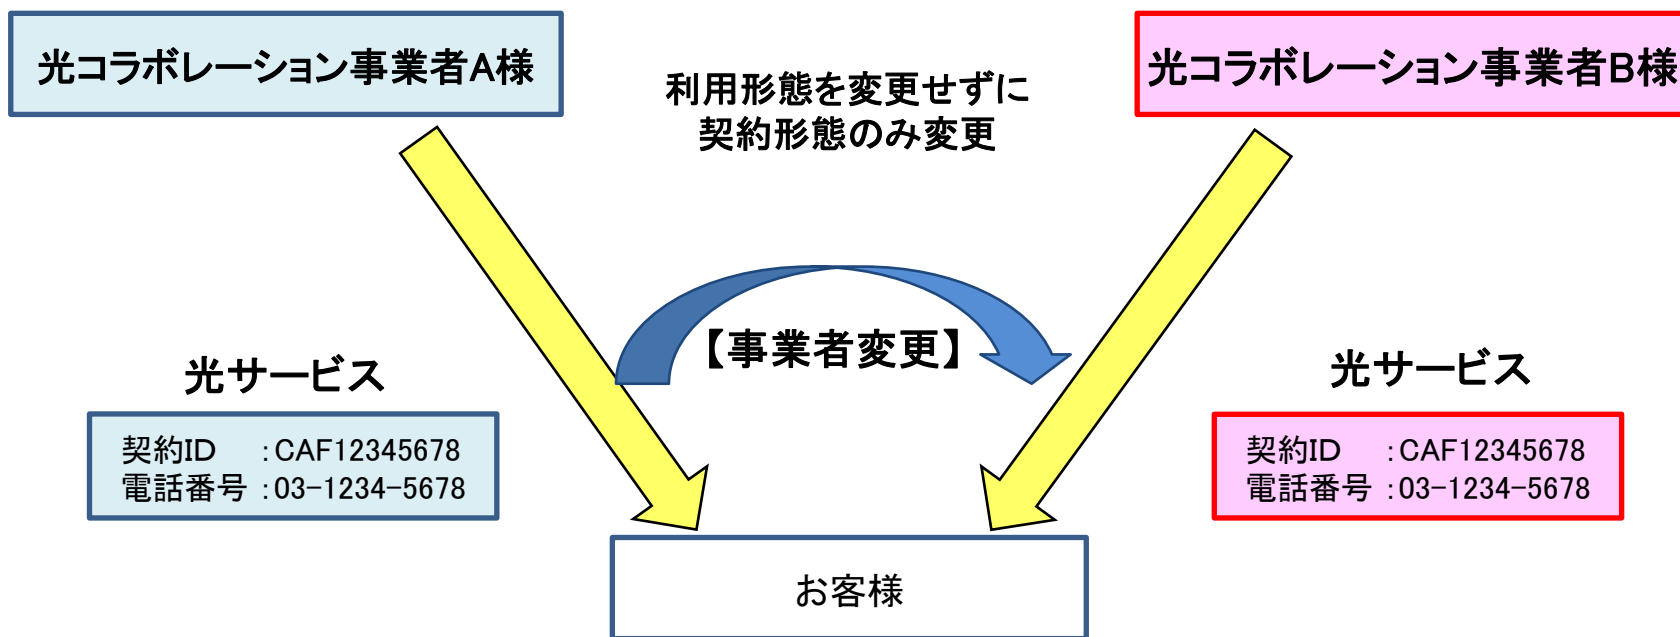 光コラボレーション事業者A様
光コラボレーション事業者B様
利用形態を変更せずに
契約形態のみ変更
【事業者変更】
光サービス
契約ID :CAF12345678
電話番号 :03-1234-5678
光サービス
契約ID :CAF12345678
電話番号 :03-1234-5678
お客様